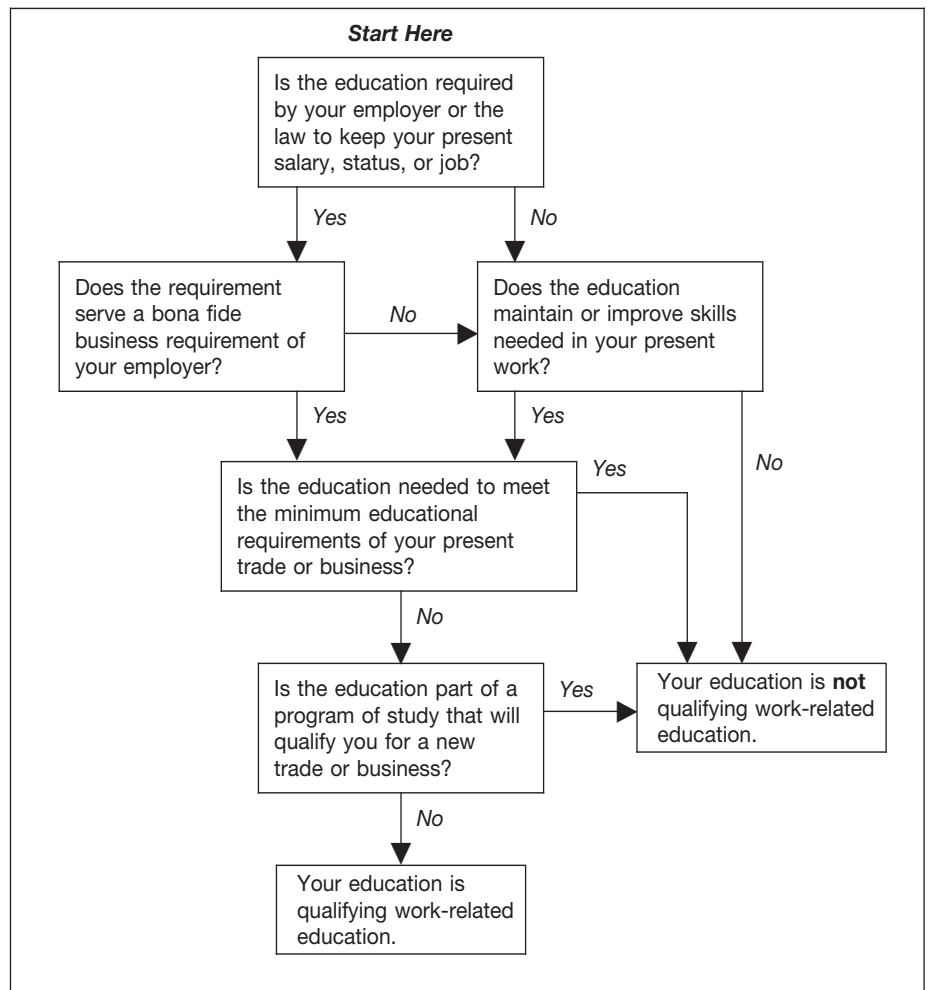 Start Here
Is the education required
by your employer or the
law to keep your present
salary, status, or job?
Yes
No
Does the requirement
serve a bona fide
business requirement of
your employer?
No
Does the education
maintain or improve skills
needed in your present
work?
Yes
Yes
No
Is the education needed to meet
the minimum educational
requirements of your present
trade or business?
Yes
No
Is the education part of a
program of study that will
qualify you for a new
trade or business?
Yes
Your education is not
qualifying work-related
education.
No
Your education is
qualifying work-related
education.